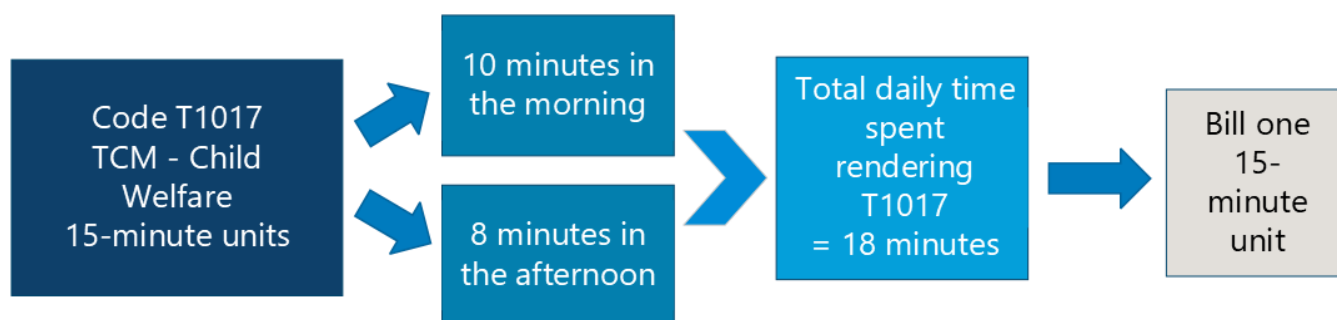 Code T1017
TCM - Child
Welfare
15-minute units
10 minutes in
the morning
8 minutes in
the afternoon
Total daily time
spent
rendering
T1017
= 18 minutes
Bill one
15-
minute
unit